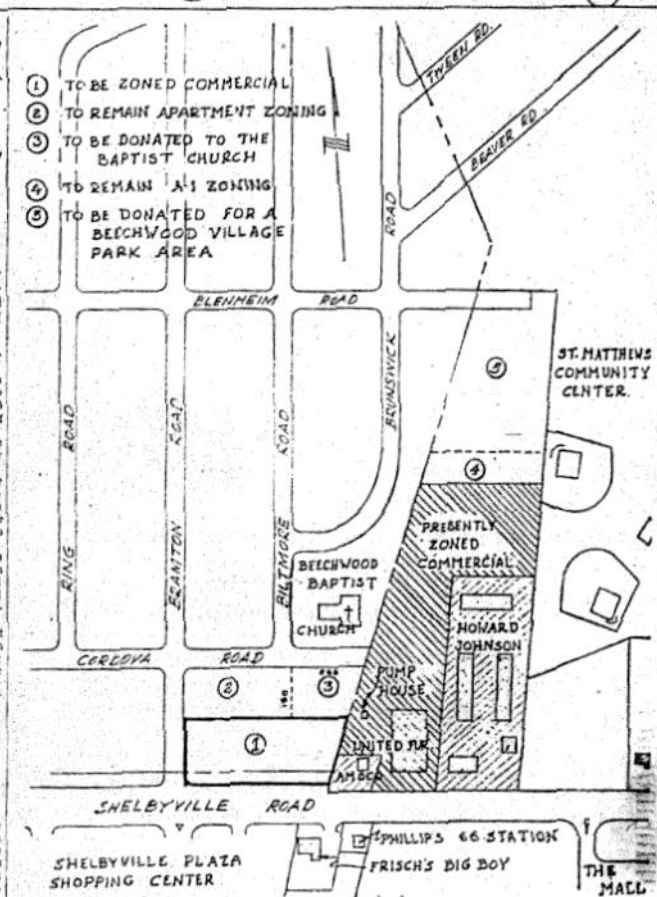 ① TO BE ZONED COMMERCIAL
② TO REMAIN APARTMENT ZONING
③ TO BE DONATED TO THE
BAPTIST CHURCH
④ TO REMAIN A-1 ZONING
⑤ TO BE DONATED FOR A
BEECHWOOD VILLAGE
PARK AREA
TWEEN RD.
BEAVER RD.
BLENHEIM ROAD
RING ROAD
BRAMTON ROAD
BILTMORE ROAD
BRUNSWICK ROAD
⑤
ST. MATTHEWS
COMMUNITY
CENTER.
④
PRESENTLY
ZONED
COMMERCIAL
BEECHWOOD
BAPTIST
CHURCH
HOWARD
JOHNSON
CORDOVA ROAD
②
③
PUMP
HOUSE
①
UNITED
AMOCO
SHELBYVILLE ROAD
PHILLIPS 66 STATION
FRISCH'S BIG BOY
SHELBYVILLE PLAZA
SHOPPING CENTER
THE
MALL